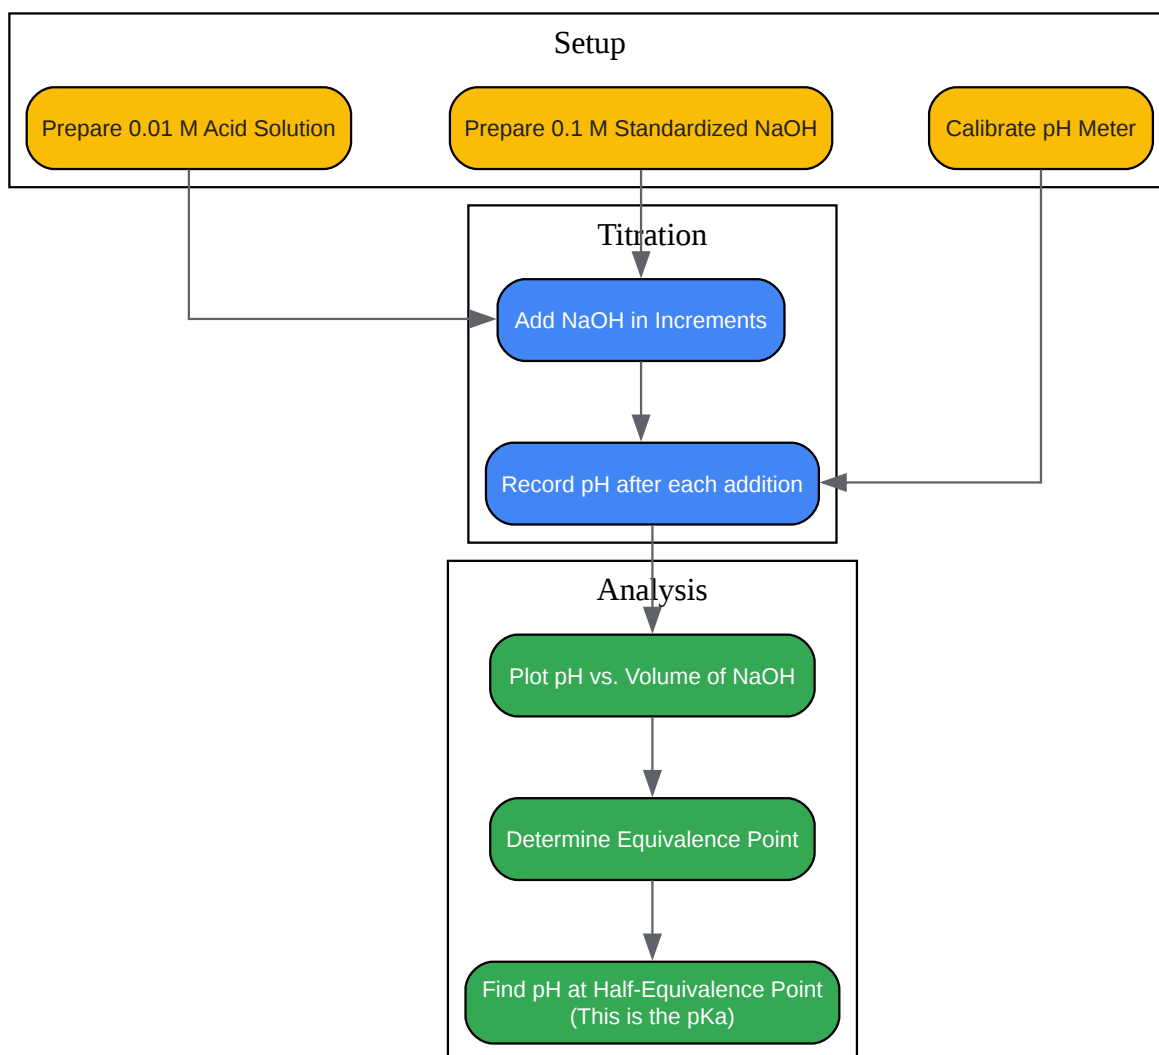 Setup
Prepare 0.01 M Acid Solution
Prepare 0.1 M Standardized NaOH
Calibrate pH Meter
Titration
Add NaOH in Increments
Record pH after each addition
Analysis
Plot pH vs. Volume of NaOH
Determine Equivalence Point
Find pH at Half-Equivalence Point
(This is the pKa)